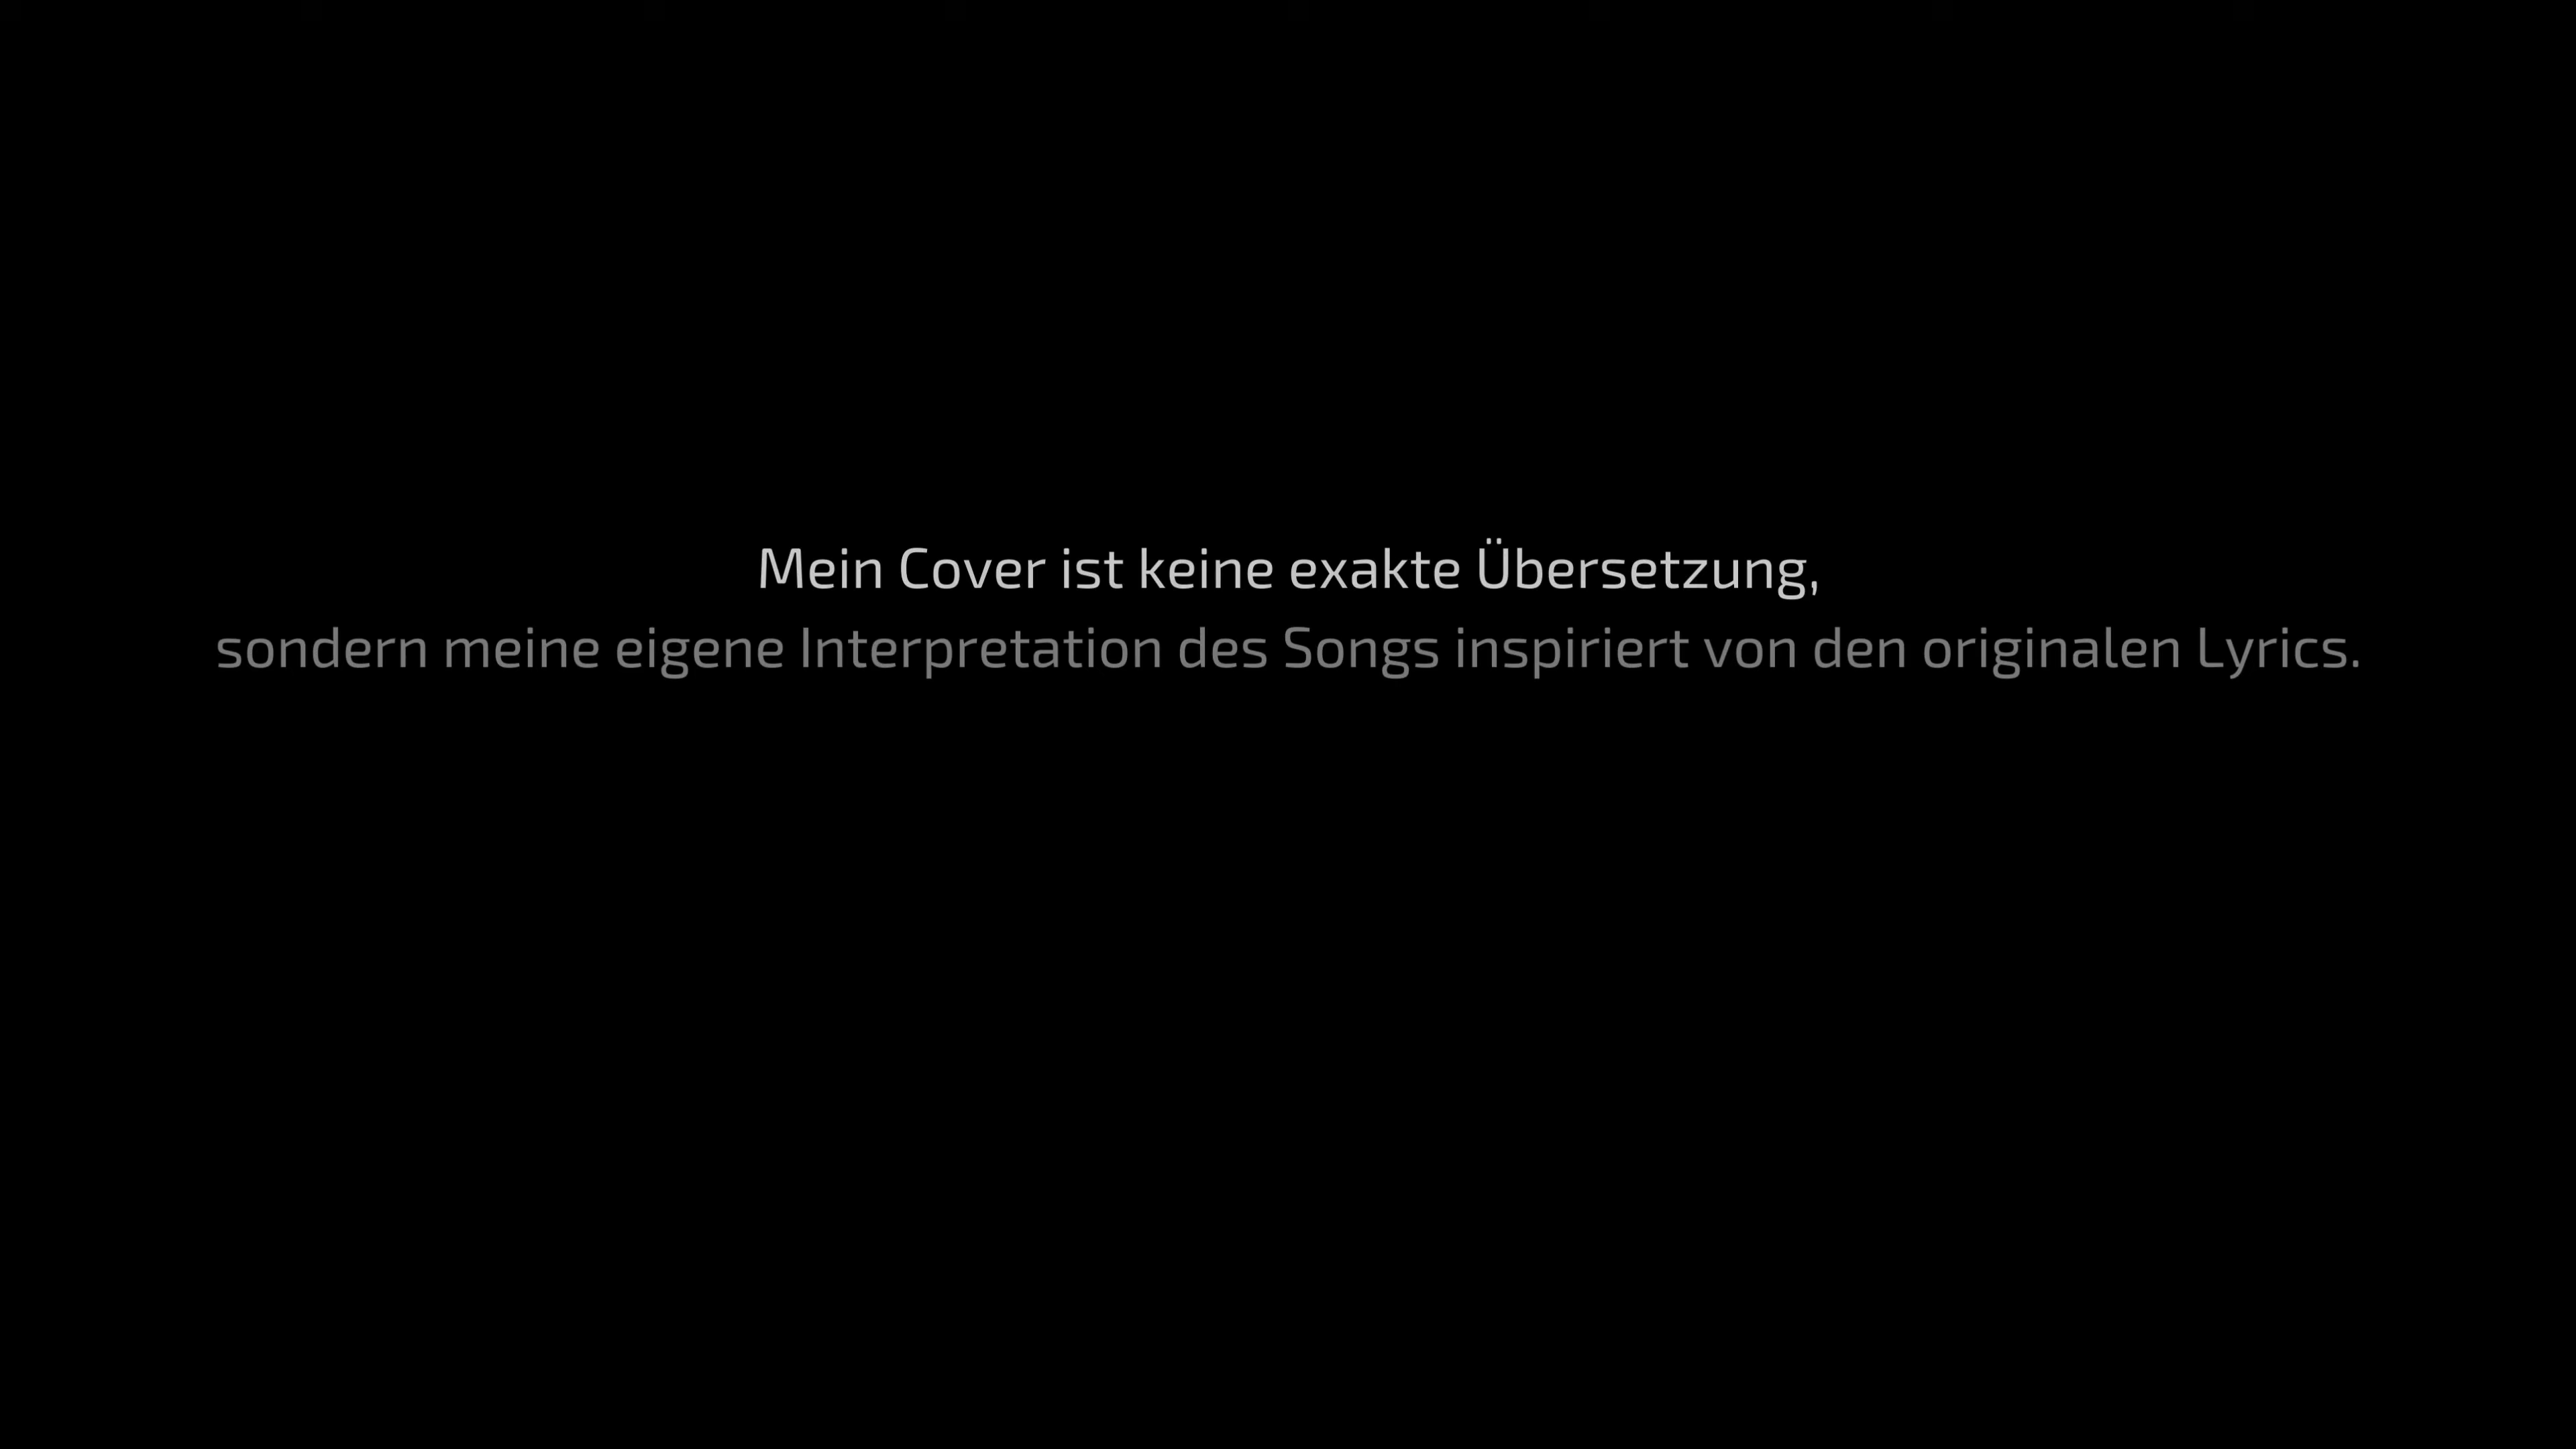 Mein Cover ist keine exakte Übersetzung,
sondern meine eigene Interpretation des Songs inspiriert von den originalen Lyrics.